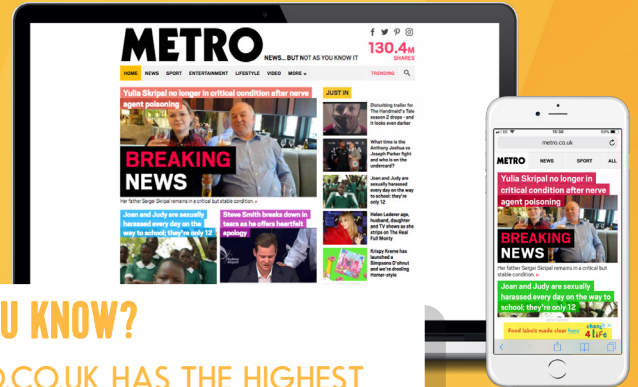 METRO
NEWS... BUT NOT AS YOU KNOW IT
130.4M
SHARES
HOME NEWS SPORT ENTERTAINMENT LIFESTYLE VIDEO MORE
TRENDING
Yulia Skripal no longer in critical condition after nerve
agent poisoning
BREAKING
NEWS
Her father Sergei Skripal remains in a critical but stable condition.
Joan and Judy are sexually
harassed every day on the
way to school; they're only 12
Steve Smith breaks down in
tears as he offers heartfelt
apology
JUST IN
Disturbing trailer for
The Handmaid's Tale
season 2 drops - and
it looks even darker
What time is the
Anthony Joshua vs
Joseph Parker fight
and who is on the
undercard?
Joan and Judy are
sexually harassed
every day on the way
to school; they're
only 12
Helen Lederer age,
husband, daughter
and TV shows as she
strips on The Real
Full Monty
Krispy Kreme has
launched a
Simpsons D'ohnut
and we're drooling
Homer-style
15:58
50%
metro.co.uk
METRO NEWS SPORT ALL
Yulia Skripal no longer in
critical condition after nerve
agent poisoning
BREAKING
NEWS
Her father Sergei Skripal remains in a critical but
stable condition.
Joan and Judy are sexually
harassed every day on the way to
school; they're only 12
Food labels made clear here
change
4 life
U KNOW?
O.CO.UK HAS THE HIGHEST